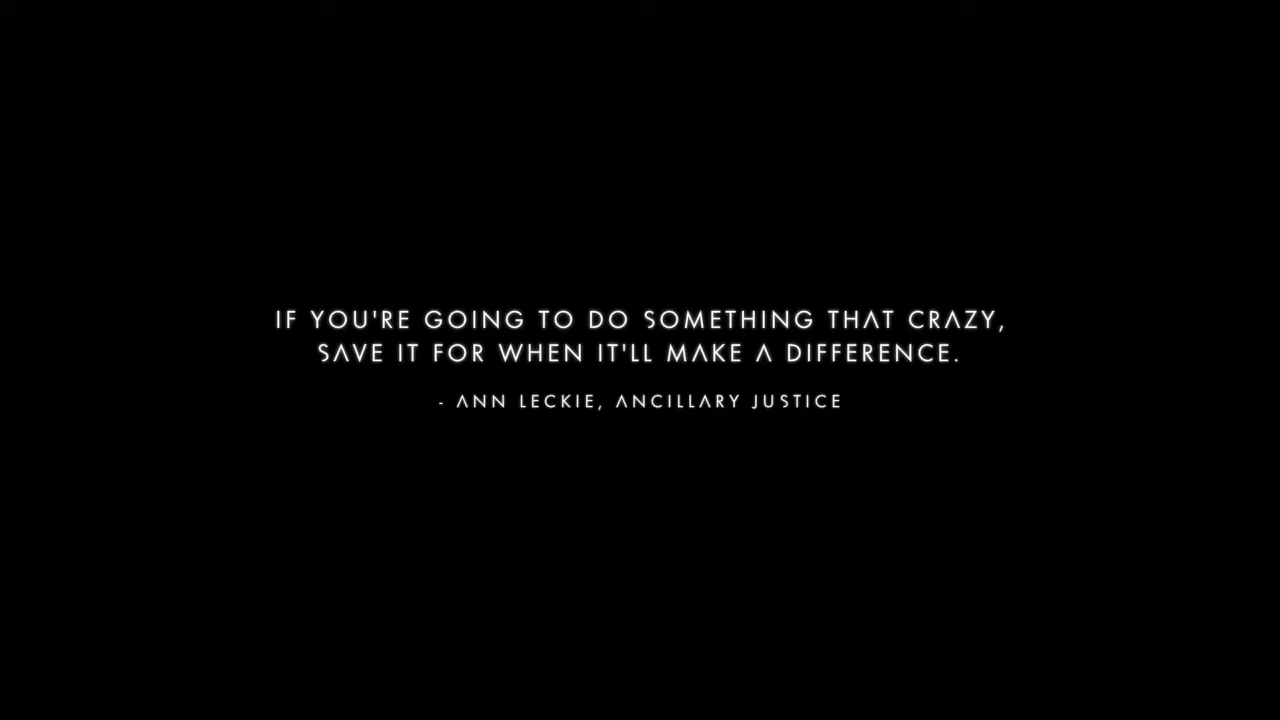 IF YOU'RE GOING TO DO SOMETHING THAT CRAZY,
SAVE IT FOR WHEN IT'LL MAKE A DIFFERENCE.
- ANN LECKIE, ANCILLARY JUSTICE